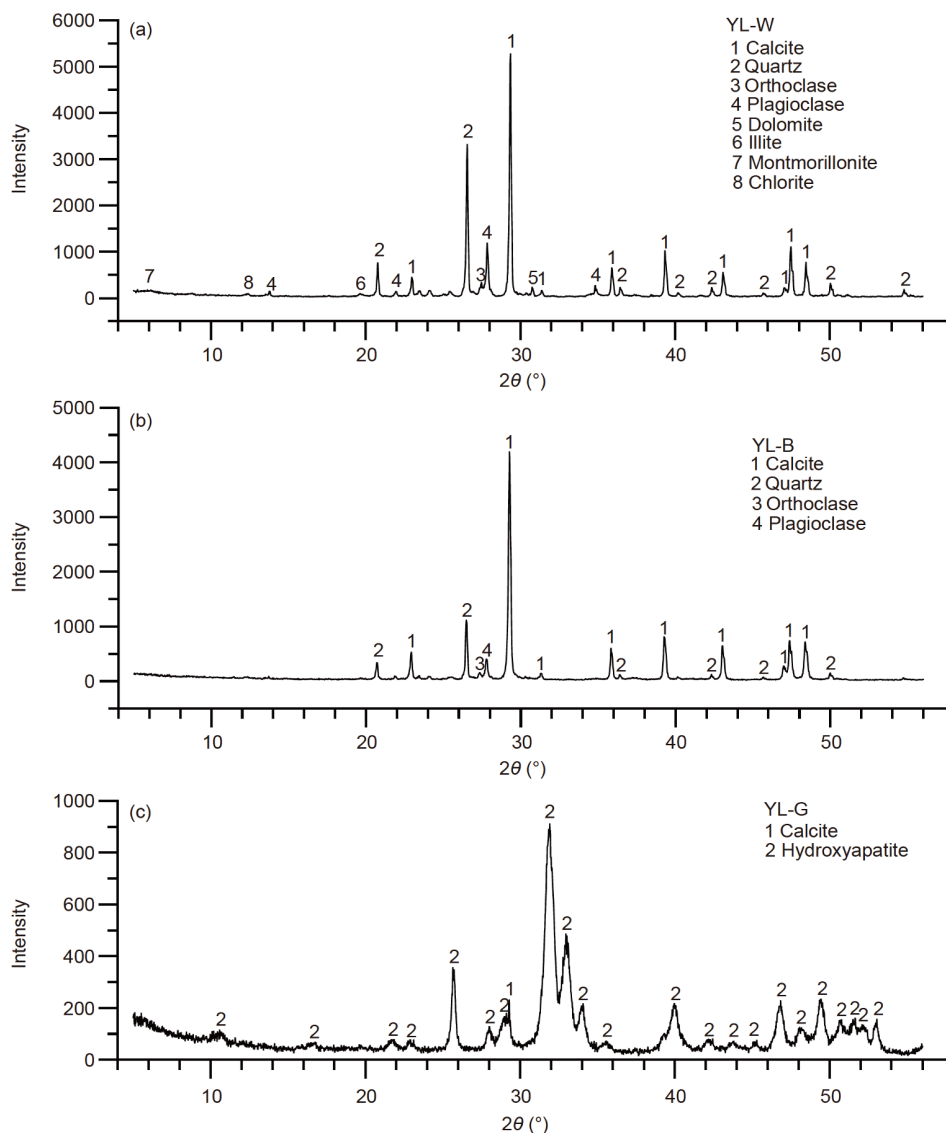 (a)
YL-W
1 Calcite
2 Quartz
3 Orthoclase
4 Plagioclase
5 Dolomite
6 Illite
7 Montmorillonite
8 Chlorite
Intensity
6000
5000
4000
3000
2000
1000
0
7 8 4 6 2 4 1 2 3 4 1 5 1 4 1 2 1 2 2 1 2 1 1 1 2 2
10 20 30 40 50
2θ (°)
(b)
YL-B
1 Calcite
2 Quartz
3 Orthoclase
4 Plagioclase
Intensity
5000
4000
3000
2000
1000
0
2 1 2 3 4 1 1 1 2 1 2 1 2 1 1 1 2
10 20 30 40 50
2θ (°)
(c)
YL-G
1 Calcite
2 Hydroxyapatite
Intensity
1000
800
600
400
200
0
2 2 2 2 2 2 2 1 2 2 2 2 2 2 2 2 2 2 2 2 2 2 2
10 20 30 40 50
2θ (°)